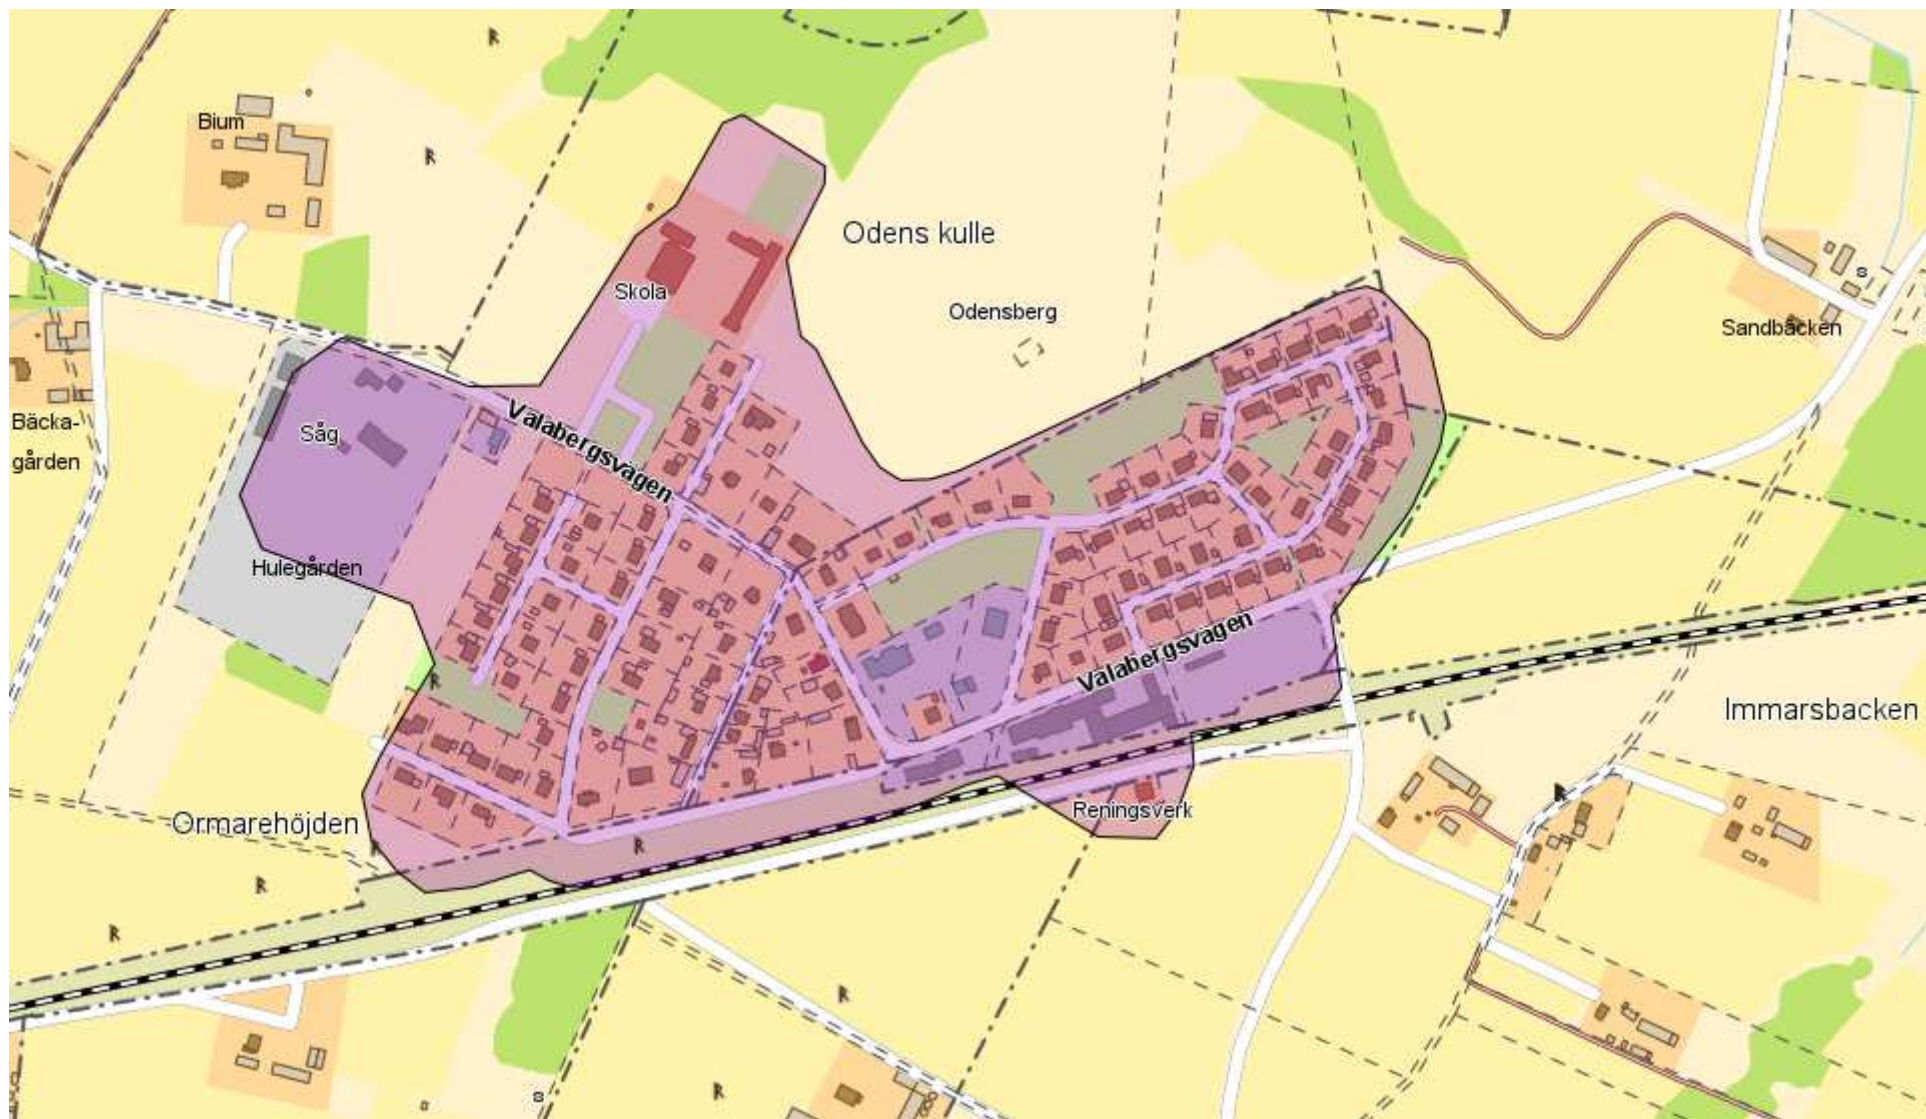 Bium
Odens kulle
Skola
Odensberg
Sandbäcken
Bäcka-
gården
Såg
Valabergsvägen
Hulegården
Valabergsvägen
Immarsbacken
Reningsverk
Ormarehöjden
R
R
R
R
R
R
R
R
R
R
S
S